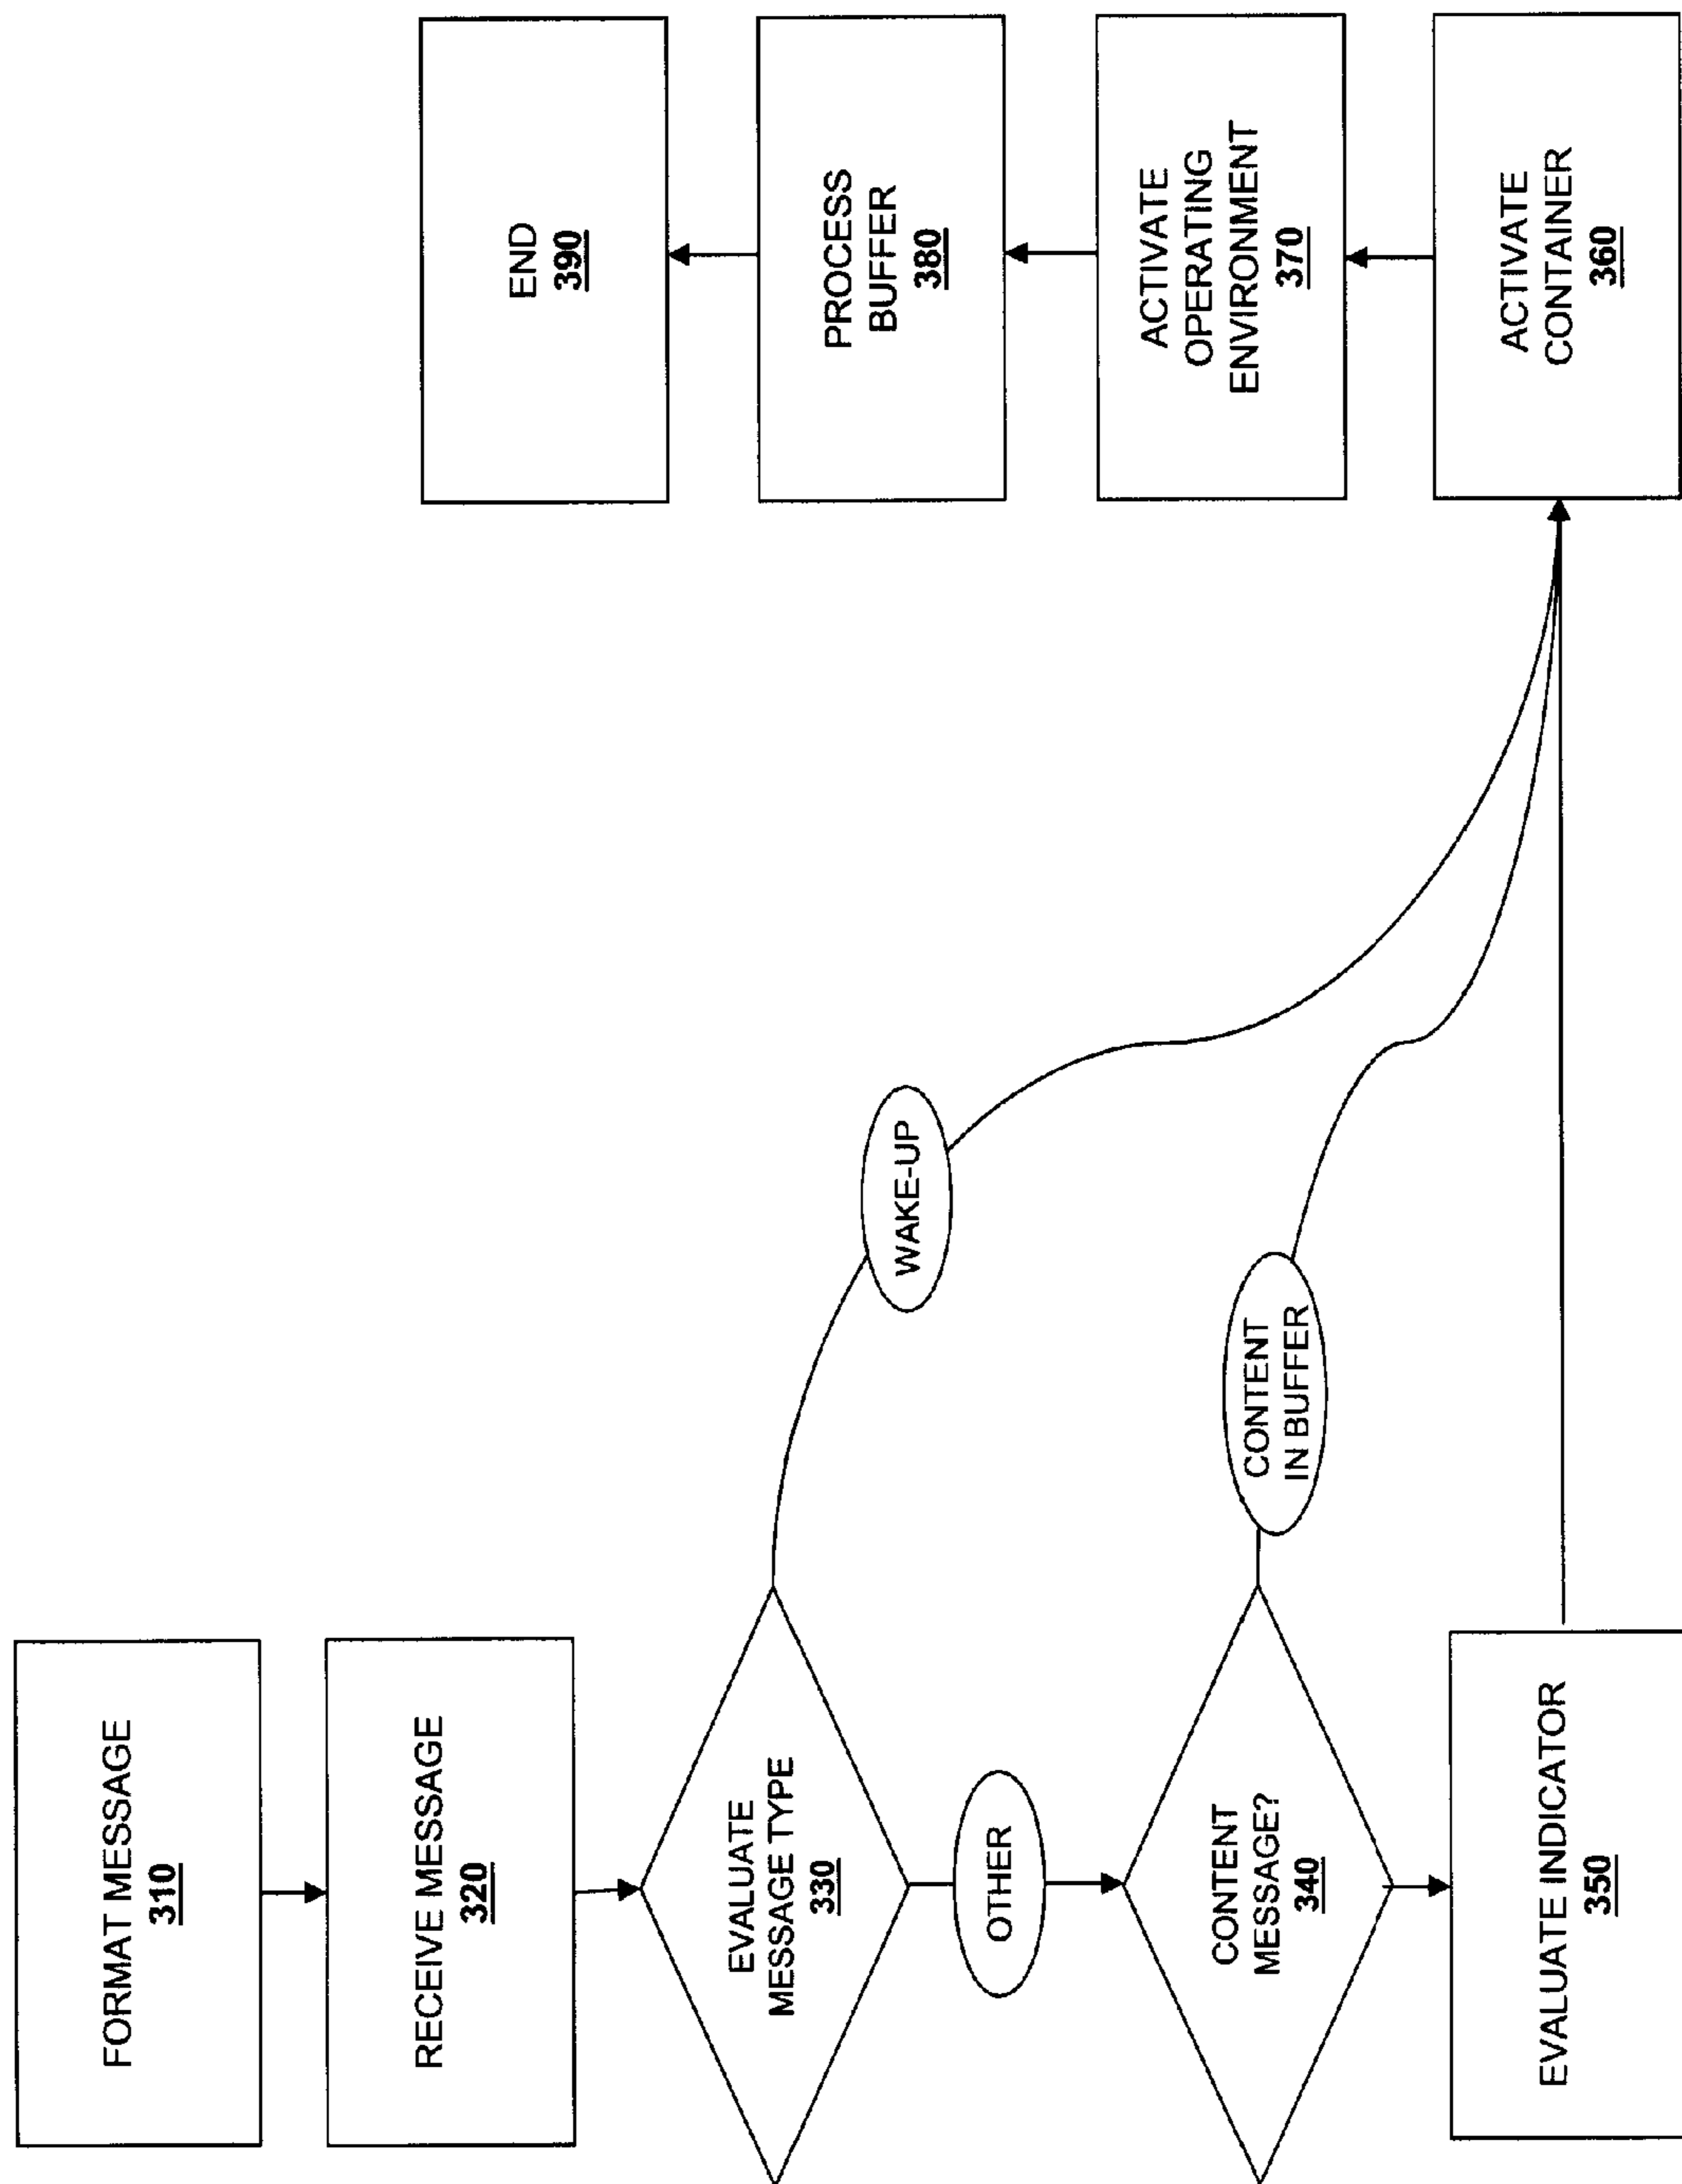 FORMAT MESSAGE
310
RECEIVE MESSAGE
320
EVALUATE
MESSAGE TYPE
330
WAKE-UP
OTHER
CONTENT
MESSAGE?
340
CONTENT
IN BUFFER
EVALUATE INDICATOR
350
ACTIVATE
CONTAINER
360
ACTIVATE
OPERATING
ENVIRONMENT
370
PROCESS
BUFFER
380
END
390